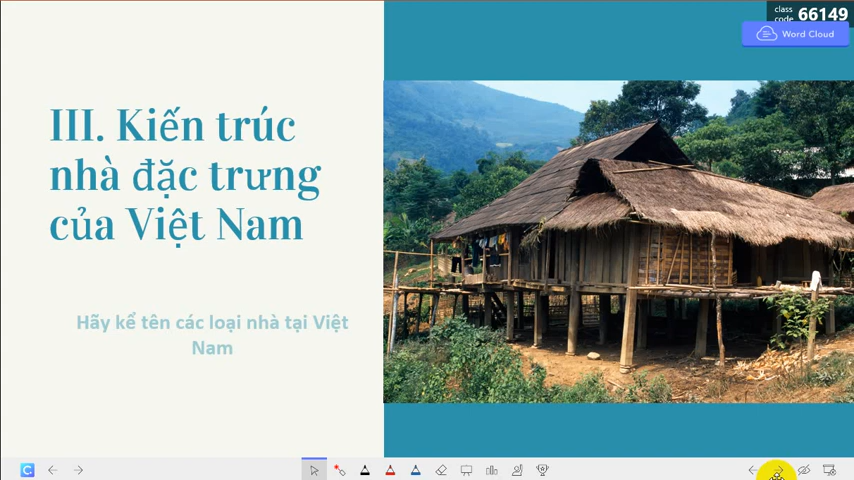 class
code 66149
Word Cloud
III. Kiến trúc
nhà đặc trưng
của Việt Nam
Hãy kể tên các loại nhà tại Việt
Nam